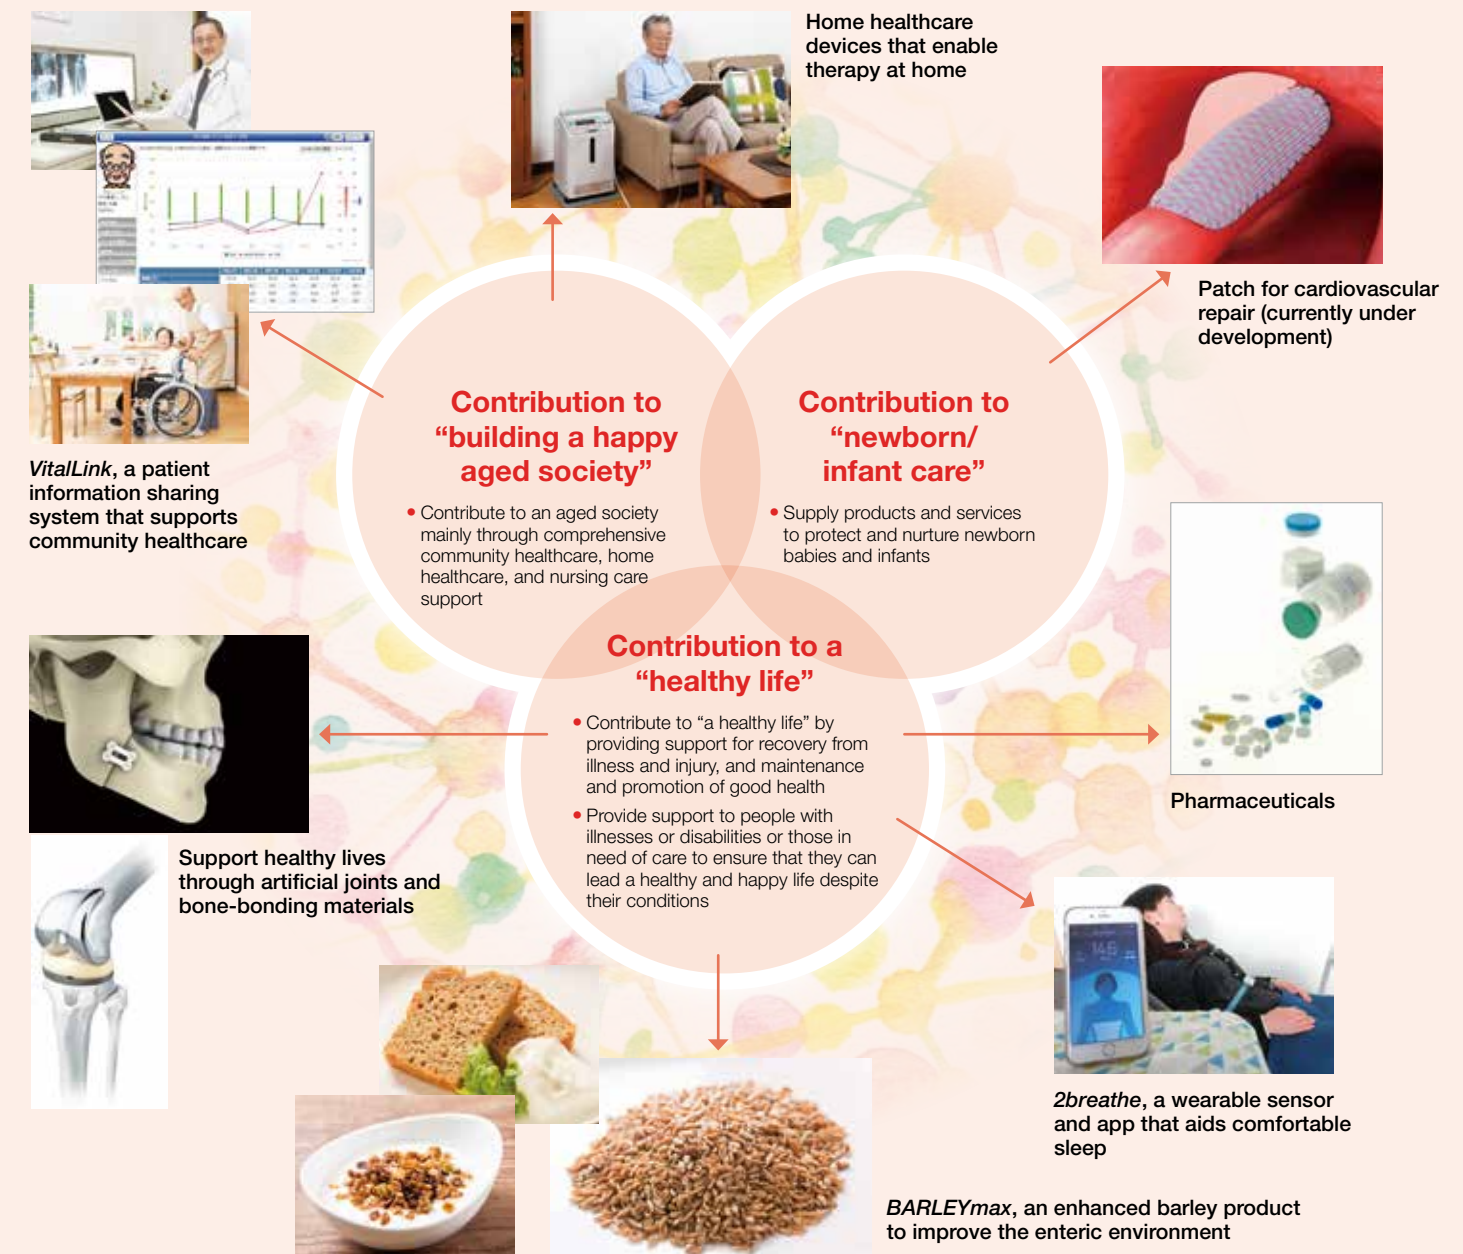 Home healthcare
devices that enable
therapy at home
Patch for cardiovascular
repair (currently under
development)
VitalLink, a patient
information sharing
system that supports
community healthcare
Contribution to
“building a happy
aged society”
• Contribute to an aged society
mainly through comprehensive
community healthcare, home
healthcare, and nursing care
support
Contribution to
“newborn/
infant care”
• Supply products and services
to protect and nurture newborn
babies and infants
Contribution to a
“healthy life”
• Contribute to “a healthy life” by
providing support for recovery from
illness and injury, and maintenance
and promotion of good health
• Provide support to people with
illnesses or disabilities or those in
need of care to ensure that they can
lead a healthy and happy life despite
their conditions
Pharmaceuticals
Support healthy lives
through artificial joints and
bone-bonding materials
2breathe, a wearable sensor
and app that aids comfortable
sleep
BARLEYmax, an enhanced barley product
to improve the enteric environment